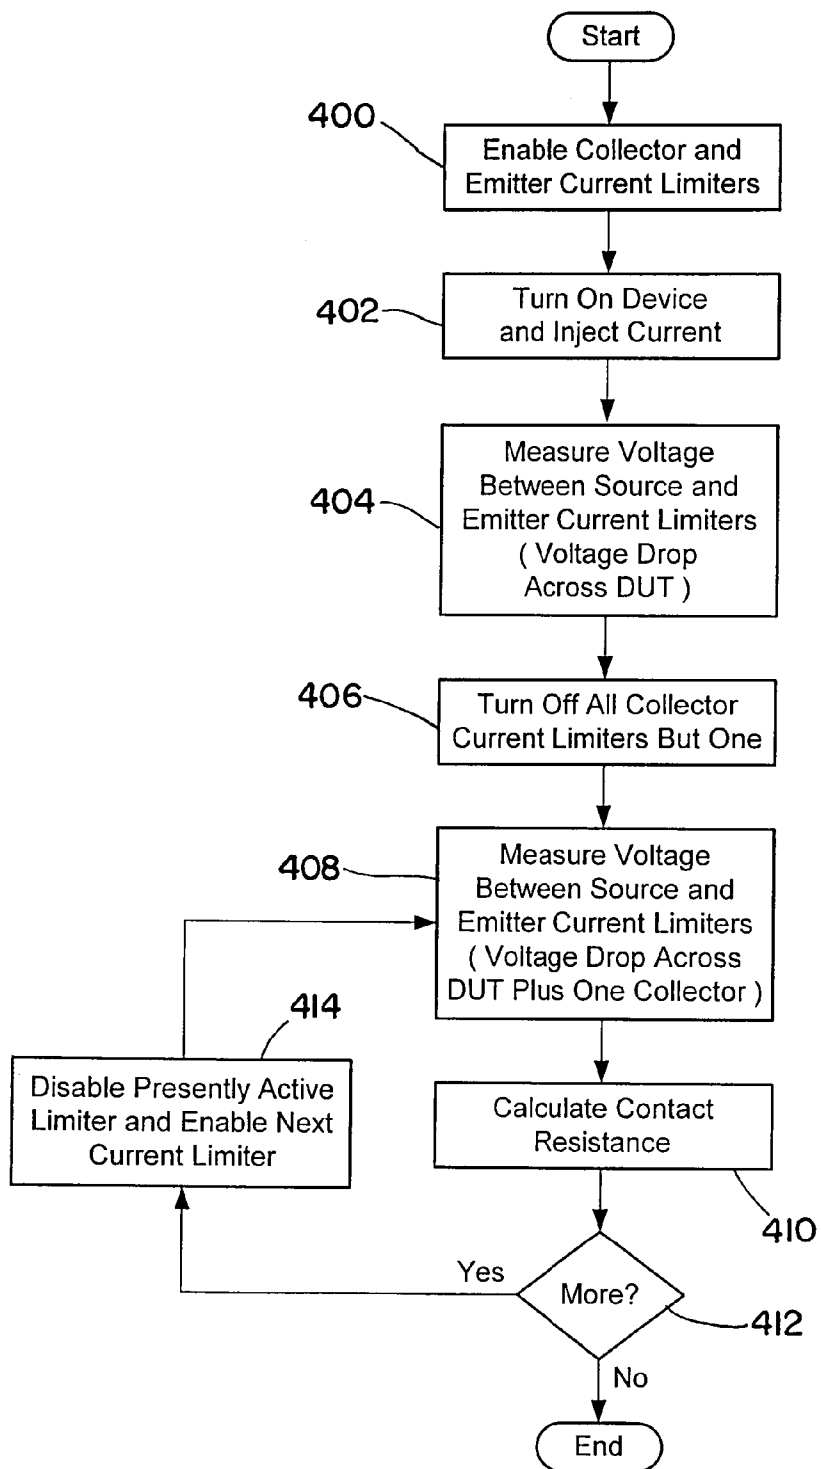 Start
400
Enable Collector and
Emitter Current Limiters
402
Turn On Device
and Inject Current
404
Measure Voltage
Between Source and
Emitter Current Limiters
( Voltage Drop
Across DUT )
406
Turn Off All Collector
Current Limiters But One
408
Measure Voltage
Between Source and
Emitter Current Limiters
( Voltage Drop Across
DUT Plus One Collector )
414
Disable Presently Active
Limiter and Enable Next
Current Limiter
Calculate Contact
Resistance
410
Yes
More?
412
No
End